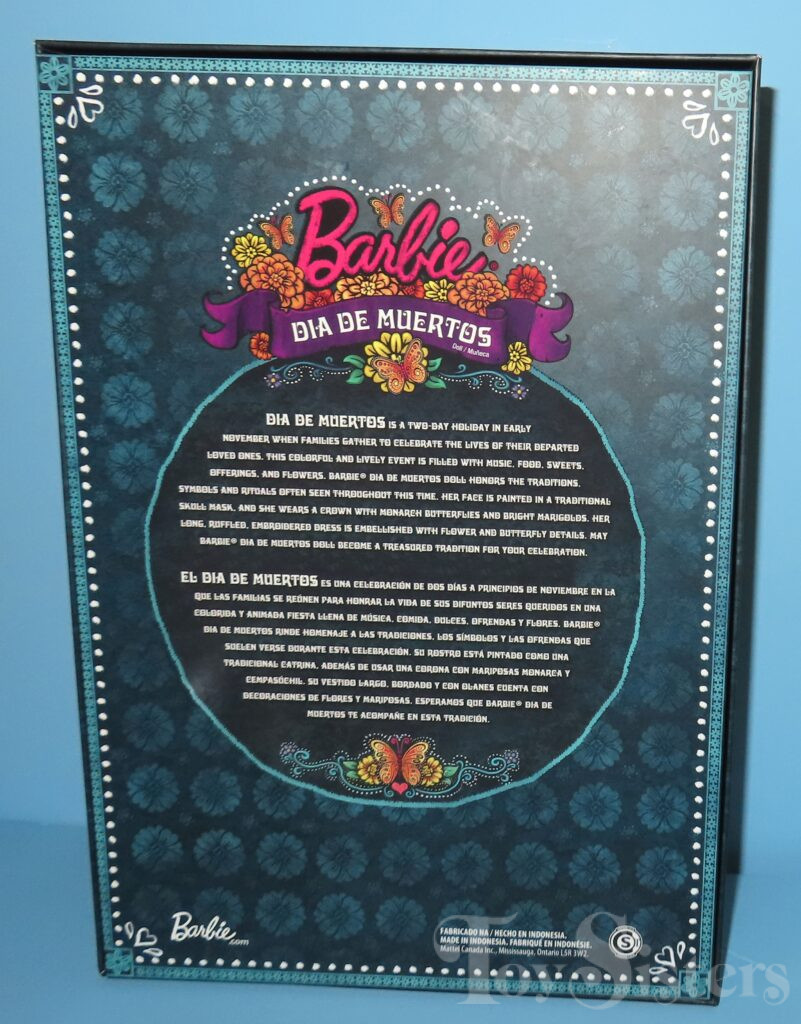 Barbie®
DIA DE MUERTOS
Doll / Muñeca
DIA DE MUERTOS IS A TWO-DAY HOLIDAY IN EARLY
NOVEMBER WHEN FAMILIES GATHER TO CELEBRATE THE LIVES OF THEIR DEPARTED
LOVED ONES. THIS COLORFUL AND LIVELY EVENT IS FILLED WITH MUSIC, FOOD, SWEETS,
OFFERINGS, AND FLOWERS. BARBIE® DIA DE MUERTOS DOLL HONORS THE TRADITIONS,
SYMBOLS AND RITUALS OFTEN SEEN THROUGHOUT THIS TIME. HER FACE IS PAINTED IN A TRADITIONAL
SKULL MASK, AND SHE WEARS A CROWN WITH MONARCH BUTTERFLIES AND BRIGHT MARIGOLDS. HER
LONG, RUFFLED, EMBROIDERED DRESS IS EMBELLISHED WITH FLOWER AND BUTTERFLY DETAILS. MAY
BARBIE® DIA DE MUERTOS DOLL BECOME A TREASURED TRADITION FOR YOUR CELEBRATION.
EL DIA DE MUERTOS ES UNA CELEBRACIÓN DE DOS DÍAS A PRINCIPIOS DE NOVIEMBRE EN LA
QUE LAS FAMILIAS SE REÚNEN PARA HONRAR LA VIDA DE SUS DIFUNTOS SERES QUERIDOS EN UNA
COLORIDA Y ANIMADA FIESTA LLENA DE MÚSICA, COMIDA, DULCES, OFRENDAS Y FLORES. BARBIE®
DIA DE MUERTOS RINDE HOMENAJE A LAS TRADICIONES, LOS SÍMBOLOS Y LAS OFRENDAS QUE
SUELEN VERSE DURANTE ESTA CELEBRACIÓN. SU ROSTRO ESTÁ PINTADO COMO UNA
TRADICIONAL CATRINA, ADEMÁS DE USAR UNA CORONA CON MARIPOSAS MONARCA Y
CEMPASÚCHIL. SU VESTIDO LARGO, BORDADO Y CON OLANES CUENTA CON
DECORACIONES DE FLORES Y MARIPOSAS. ESPERAMOS QUE BARBIE® DIA DE
MUERTOS TE ACOMPAÑE EN ESTA TRADICIÓN.
Barbie.com
FABRICADO NA / HECHO EN INDONESIA.
MADE IN INDONESIA. FABRIQUÉ EN INDONÉSIE.
Mattel Canada Inc., Mississauga, Ontario L5R 3W2.
S
ToySisters